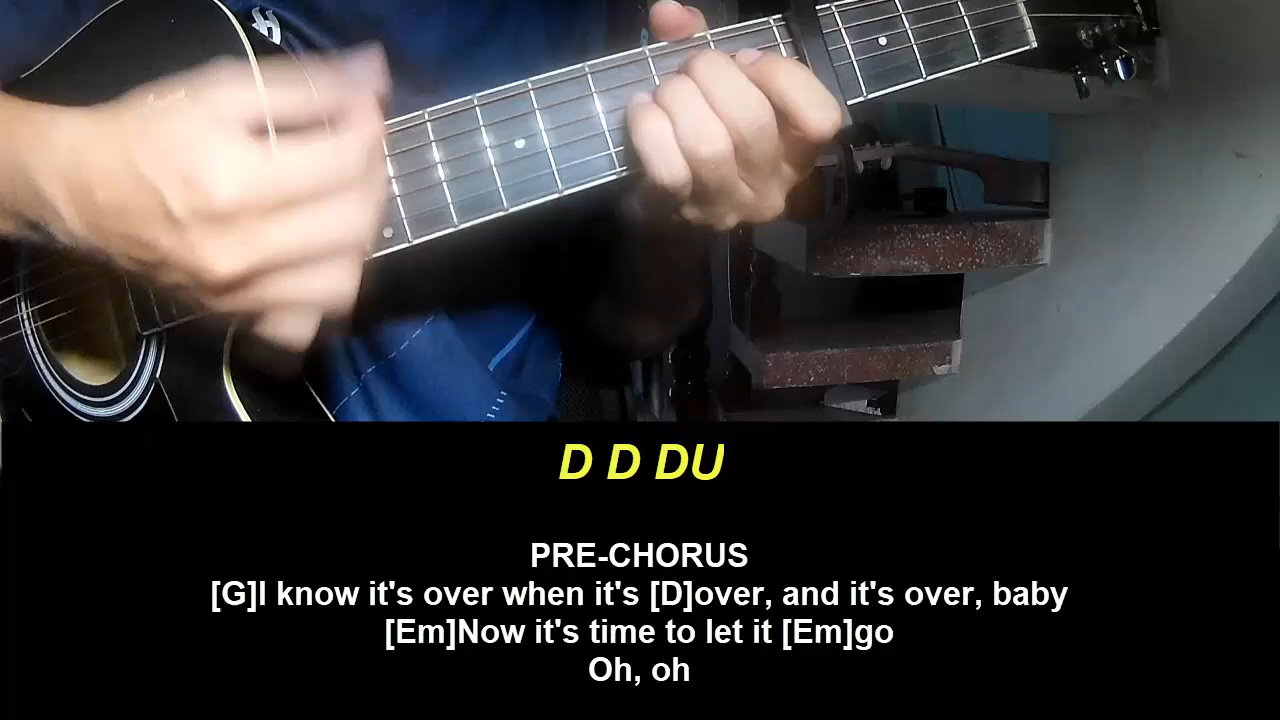 D D DU
PRE-CHORUS
[G]I know it's over when it's [D]over, and it's over, baby
[Em]Now it's time to let it [Em]go
Oh, oh